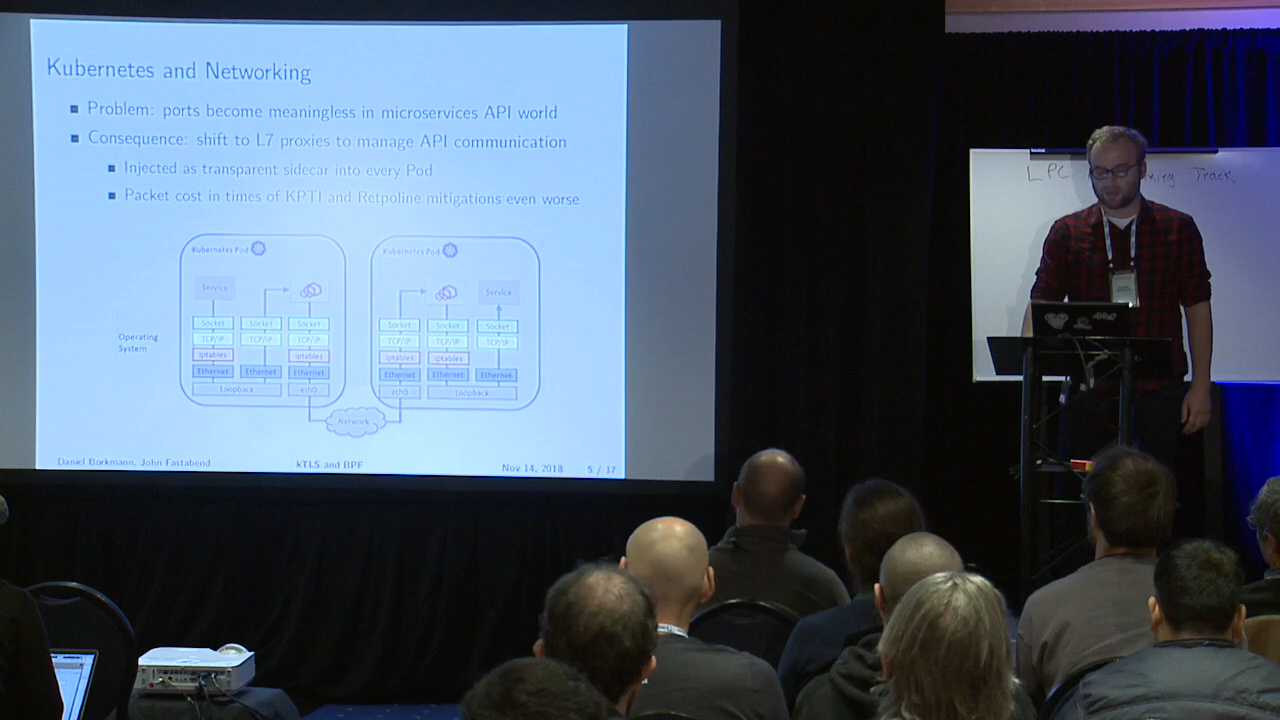 Kubernetes and Networking
Problem: ports become meaningless in microservices API world
Consequence: shift to L7 proxies to manage API communication
Injected as transparent sidecar into every Pod
Packet cost in times of KPTI and Retpoline mitigations even worse
Kubernetes Pod
Kubernetes Pod
Service
Service
Operating
System
Socket Socket Socket Socket Socket Socket
TCP/IP TCP/IP TCP/IP TCP/IP TCP/IP TCP/IP
Iptables Iptables Iptables Iptables
Ethernet Ethernet Ethernet Ethernet Ethernet Ethernet
Loopback eth0 eth0 Loopback
Network
Daniel Borkmann, John Fastabend kTLS and BPF Nov 14, 2018 5 / 17
LPC Track